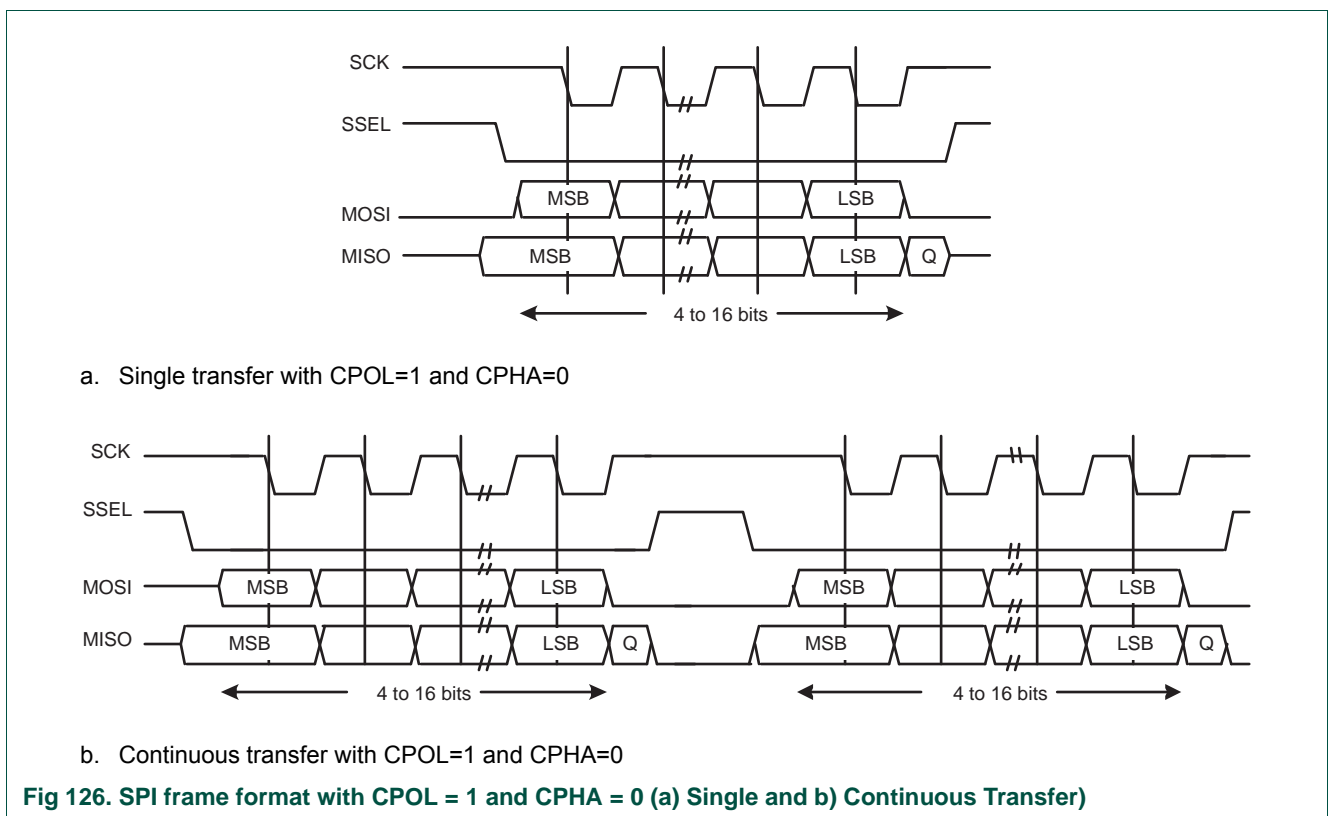 SCK
SSEL
MOSI MSB LSB
MISO MSB LSB Q
4 to 16 bits
a. Single transfer with CPOL=1 and CPHA=0
SCK
SSEL
MOSI MSB LSB MSB LSB
MISO MSB LSB Q MSB LSB Q
4 to 16 bits 4 to 16 bits
b. Continuous transfer with CPOL=1 and CPHA=0
Fig 126. SPI frame format with CPOL = 1 and CPHA = 0 (a) Single and b) Continuous Transfer)